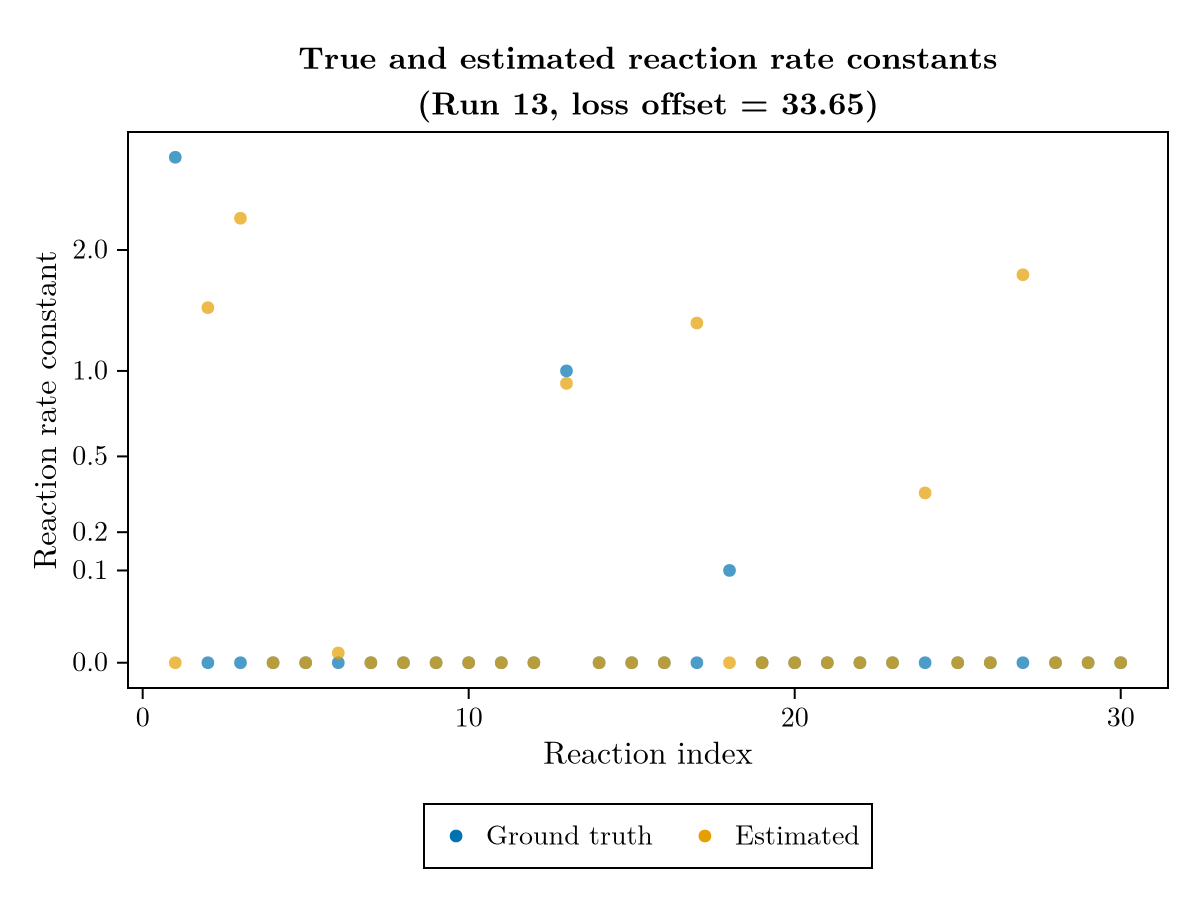 True and estimated reaction rate constants
(Run 13, loss offset = 33.65)
Reaction rate constant
2.0
1.0
0.5
0.2
0.1
0.0
0 10 20 30
Reaction index
Ground truth Estimated